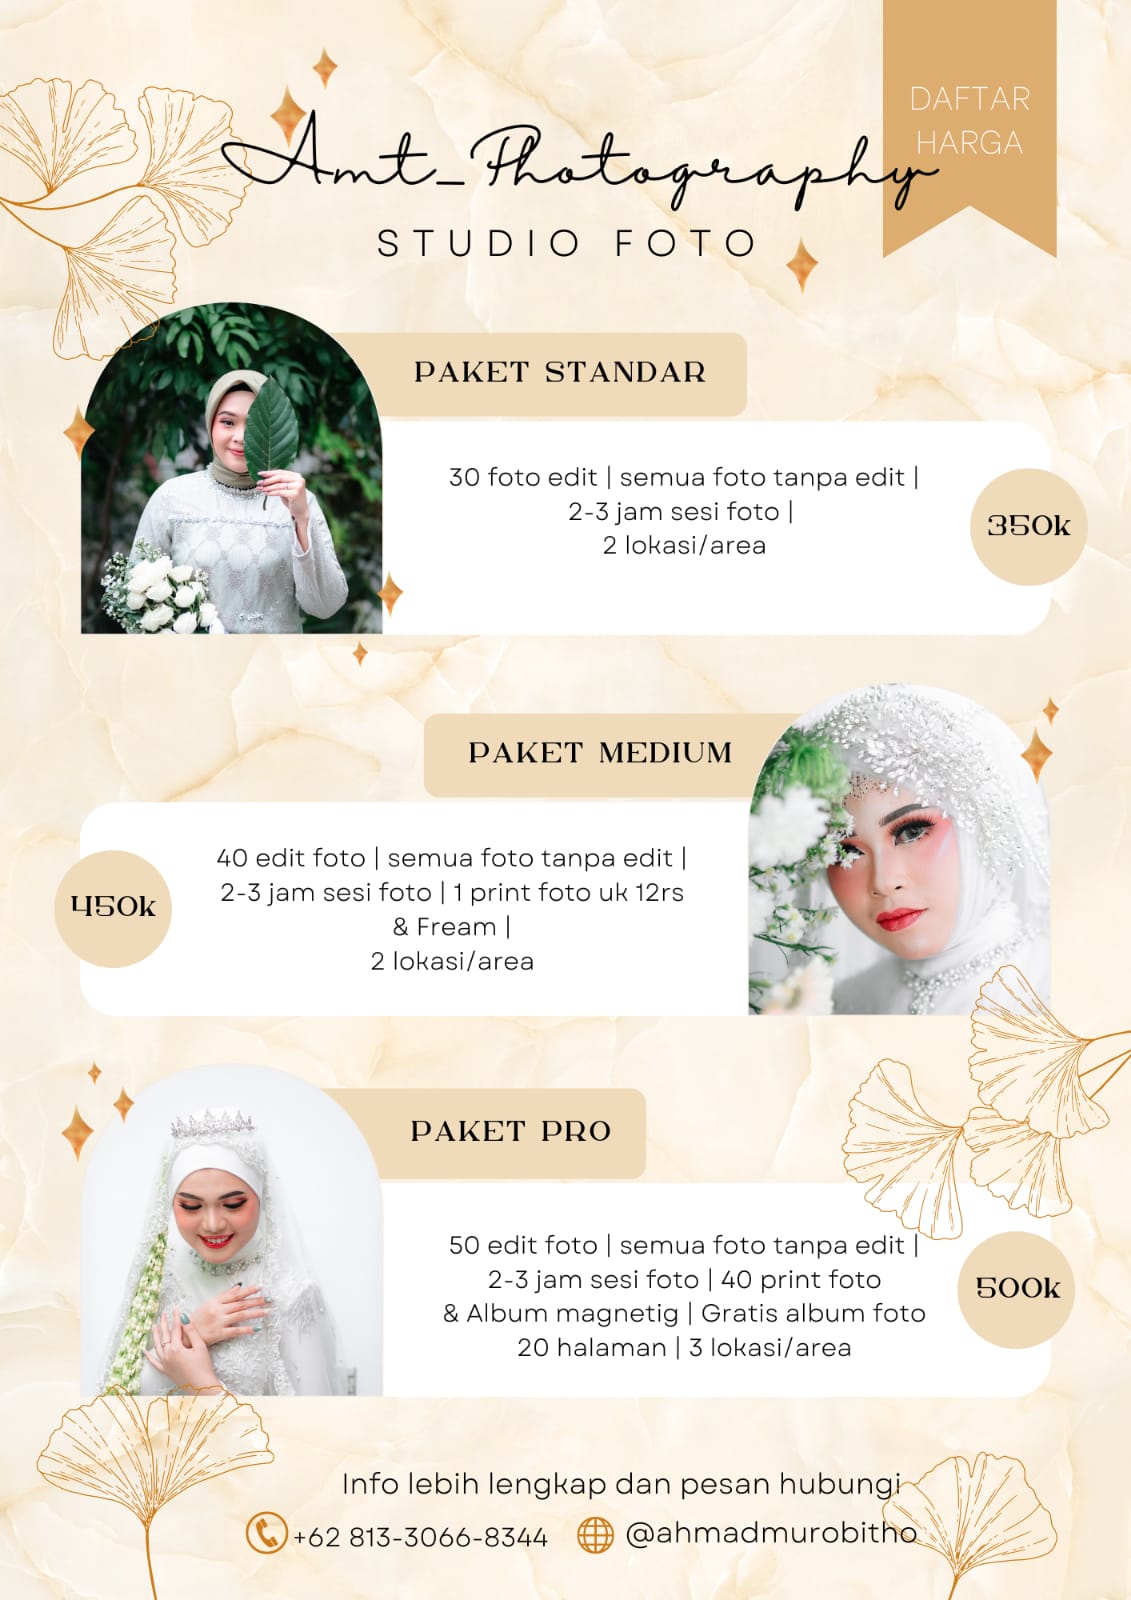 DAFTAR
HARGA
Amt_Photography
STUDIO FOTO
PAKET STANDAR
30 foto edit | semua foto tanpa edit |
2-3 jam sesi foto |
2 lokasi/area
350k
PAKET MEDIUM
40 edit foto | semua foto tanpa edit |
2-3 jam sesi foto | 1 print foto uk 12rs
& Fream |
2 lokasi/area
450k
PAKET PRO
50 edit foto | semua foto tanpa edit |
2-3 jam sesi foto | 40 print foto
& Album magnetig | Gratis album foto
20 halaman | 3 lokasi/area
500k
Info lebih lengkap dan pesan hubungi
+62 813-3066-8344
@ahmadmurobitho